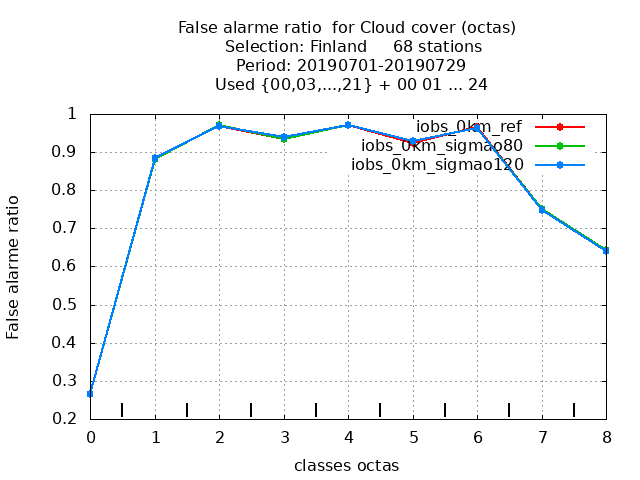 False alarme ratio  for Cloud cover (octas)
Selection: Finland     68 stations
Period: 20190701-20190729
Used {00,03,...,21} + 00 01 ... 24
iobs_0km_ref
iobs_0km_sigmao80
iobs_0km_sigmao120
False alarme ratio
1
0.9
0.8
0.7
0.6
0.5
0.4
0.3
0.2
0 1 2 3 4 5 6 7 8
classes octas